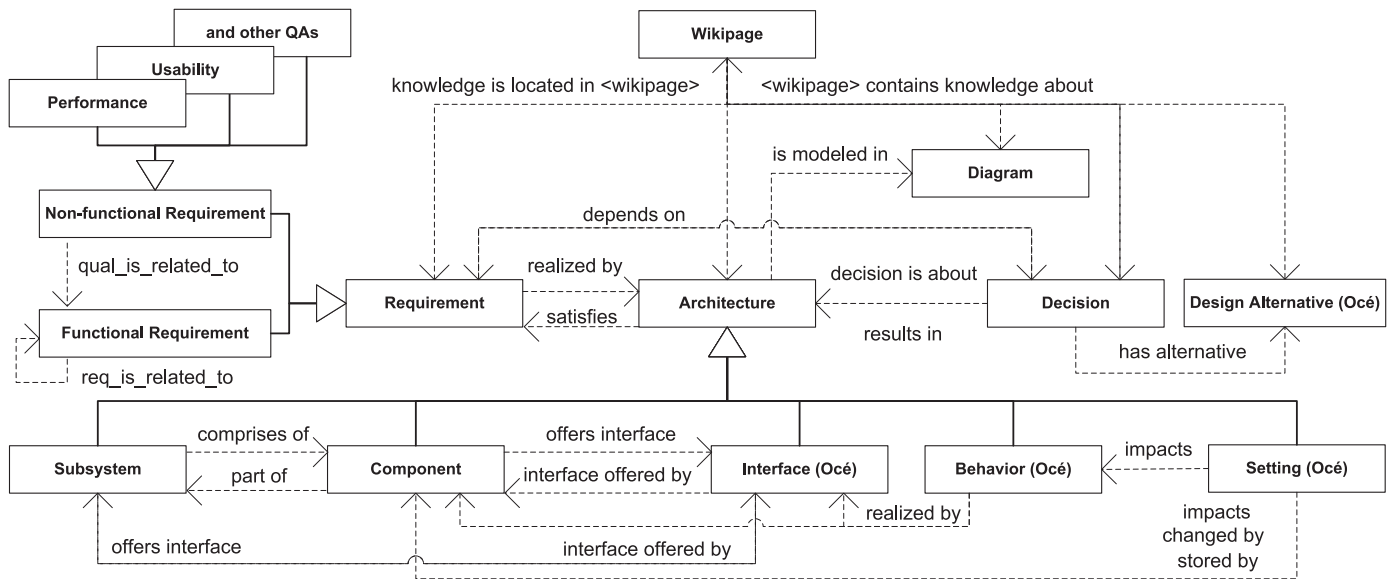 and other QAs
Wikipage
Usability
knowledge is located in <wikipage>
<wikipage> contains knowledge about
Performance
is modeled in
Diagram
Non-functional Requirement
depends on
qual_is_related_to
realized by
decision is about
Requirement
Architecture
Decision
Design Alternative (Océ)
Functional Requirement
satisfies
results in
has alternative
req_is_related_to
comprises of
offers interface
Subsystem
Component
Interface (Océ)
Behavior (Océ)
impacts
Setting (Océ)
part of
interface offered by
realized by
impacts
changed by
stored by
offers interface
interface offered by